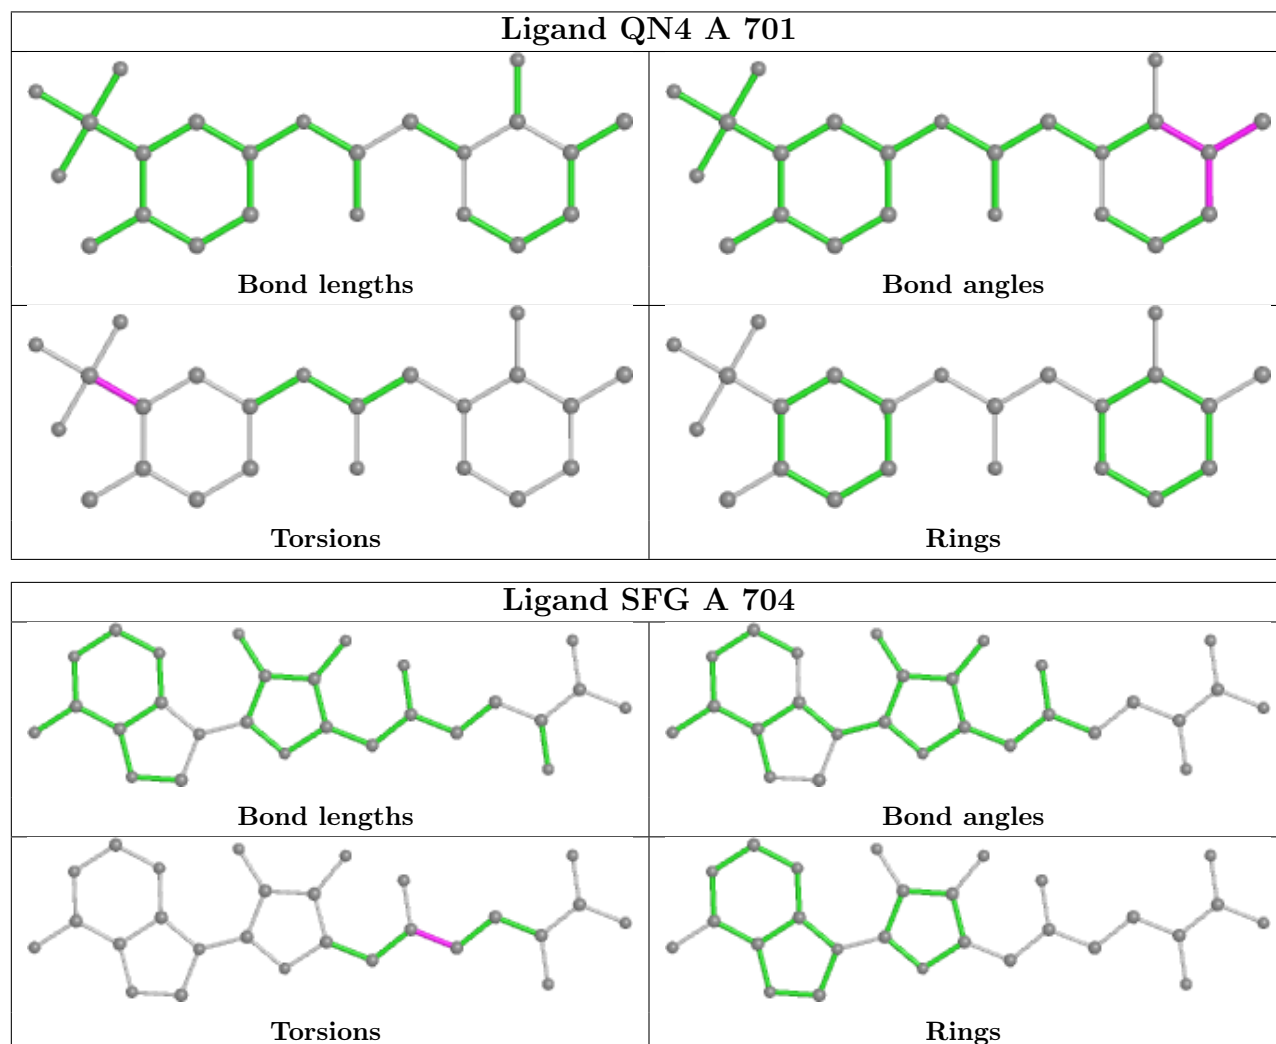 Ligand QN4 A 701
Bond lengths
Bond angles
Torsions
Rings
Ligand SFG A 704
Bond lengths
Bond angles
Torsions
Rings